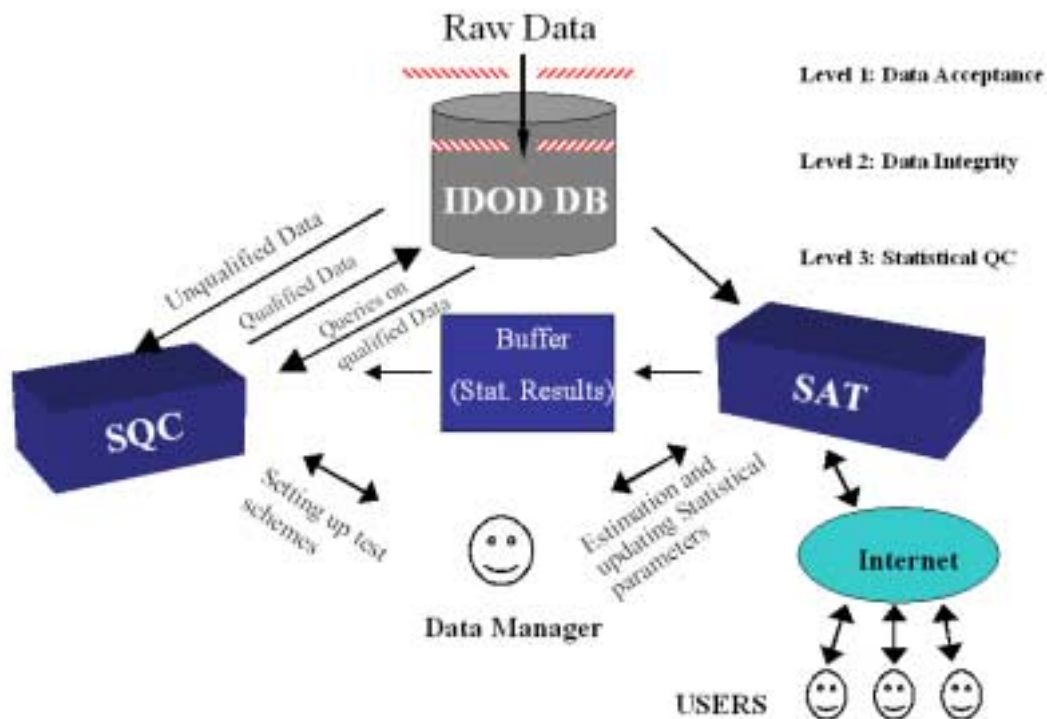 Raw Data
Level 1: Data Acceptance
Level 2: Data Integrity
IDOD DB
Level 3: Statistical QC
Unqualified Data
Qualified Data
Queries on
qualified Data
Buffer
(Stat. Results)
SQC
SAT
Setting up test
schemes
Estimation and
updating Statistical
parameters
Internet
Data Manager
USERS